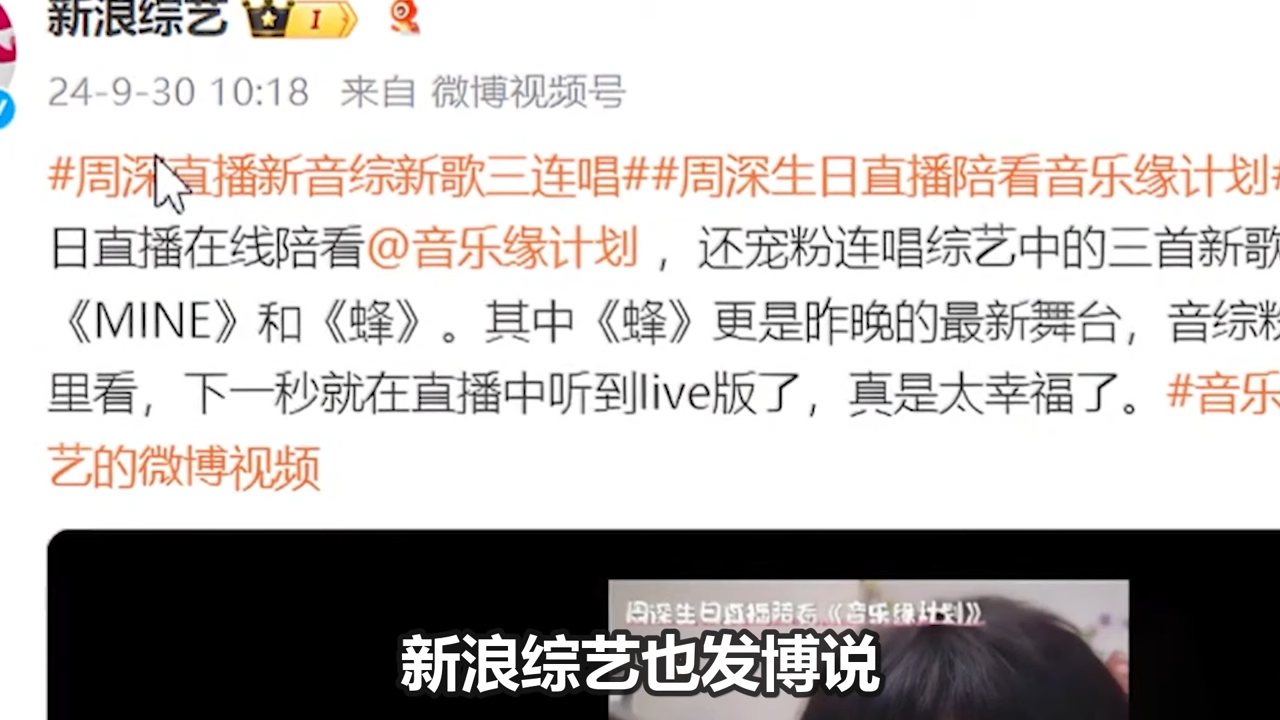 新浪综艺 I
24-9-30 10:18 来自 微博视频号
#周深直播新音综新歌三连唱##周深生日直播陪看音乐缘计划#
日直播在线陪看@音乐缘计划 ，还宠粉连唱综艺中的三首新歌
《MINE》和《蜂》。其中《蜂》更是昨晚的最新舞台，音综粉
里看，下一秒就在直播中听到live版了，真是太幸福了。#音乐
艺的微博视频
周深生日直播陪看《音乐缘计划》
新浪综艺也发博说